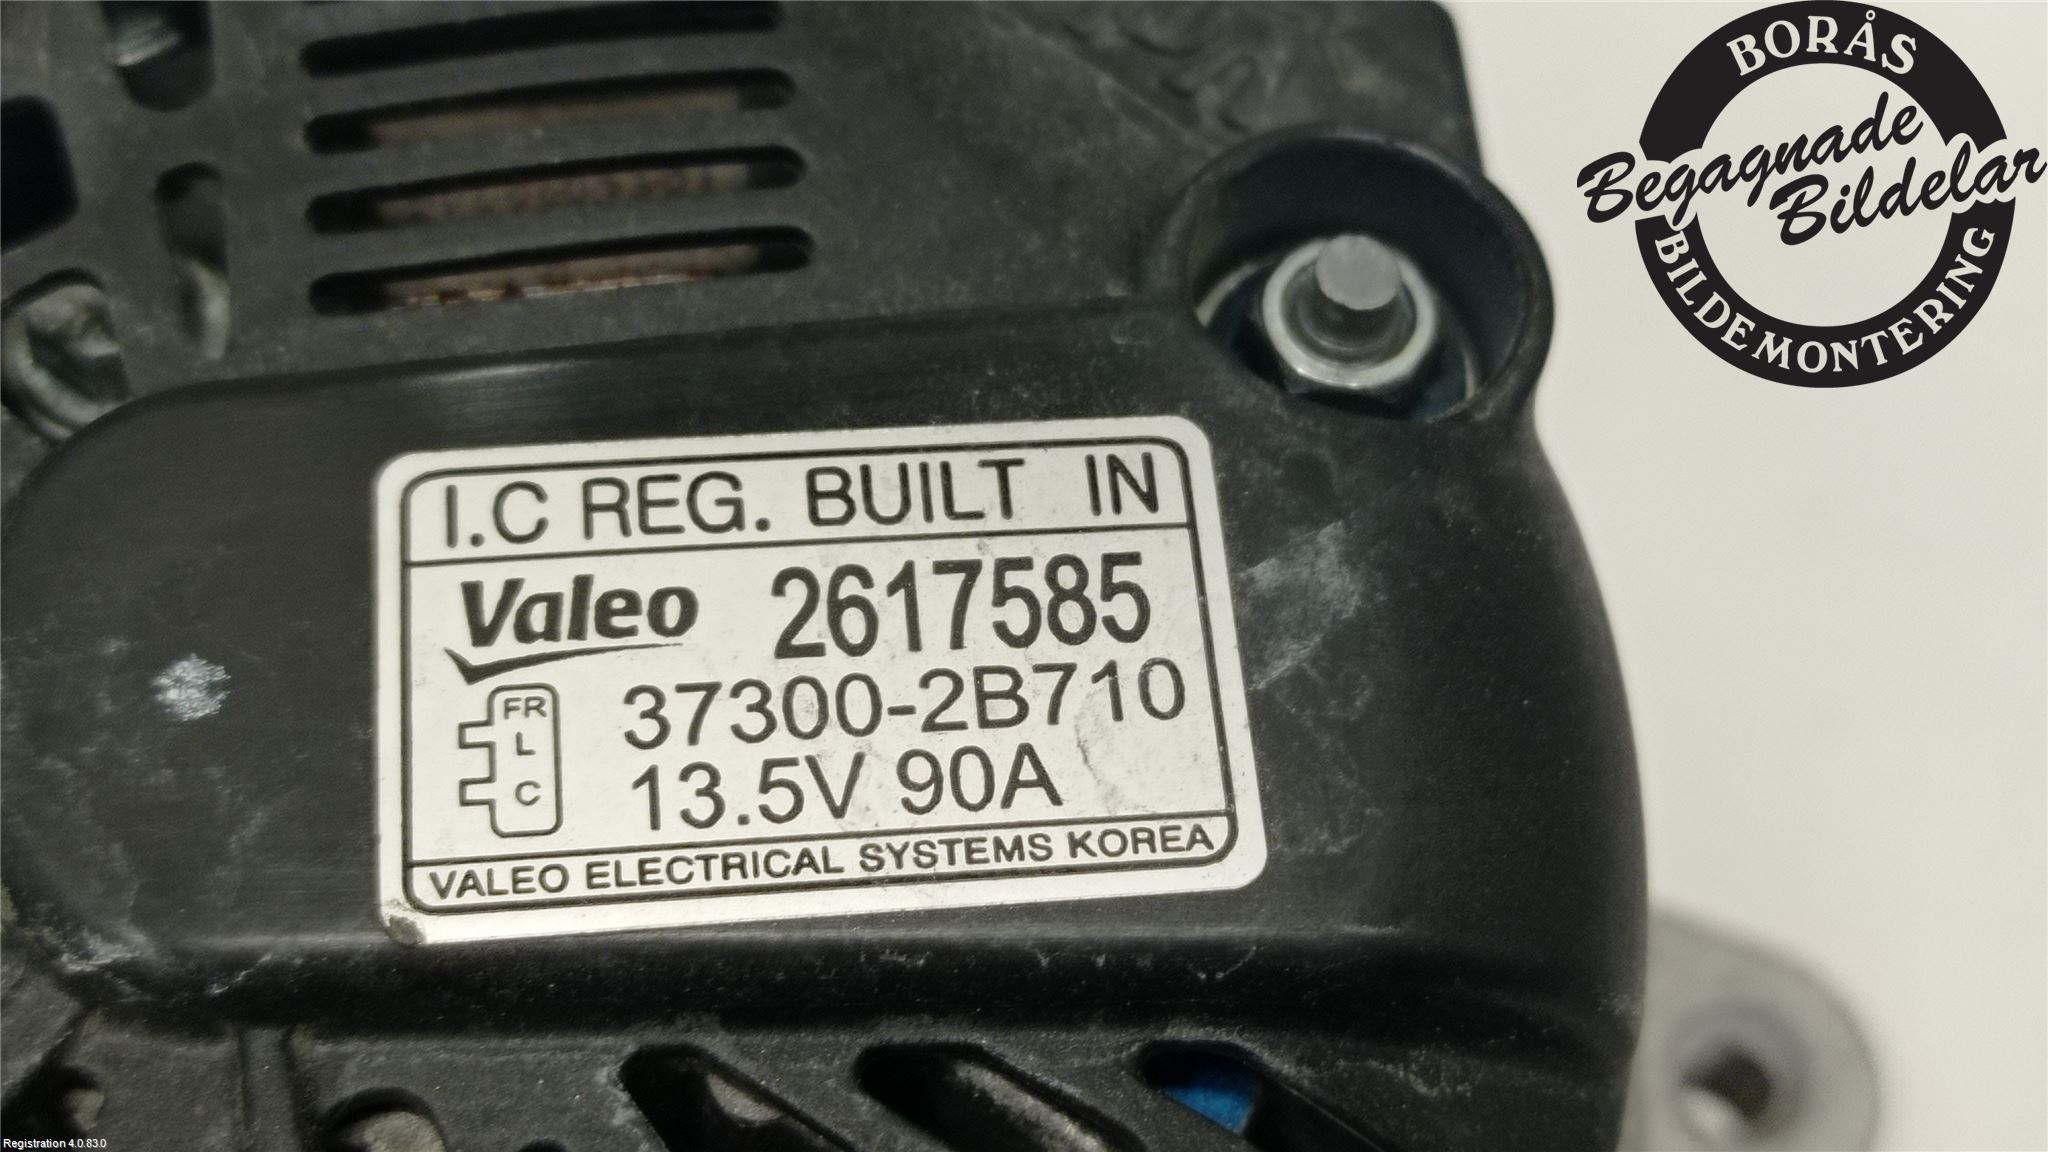 BORÅS
Begagnade
Bildelar
BILDEMONTERING
I.C REG. BUILT IN
Valeo 2617585
FR
L
C
37300-2B710
13.5V 90A
VALEO ELECTRICAL SYSTEMS KOREA
Registration 4.0.83.0